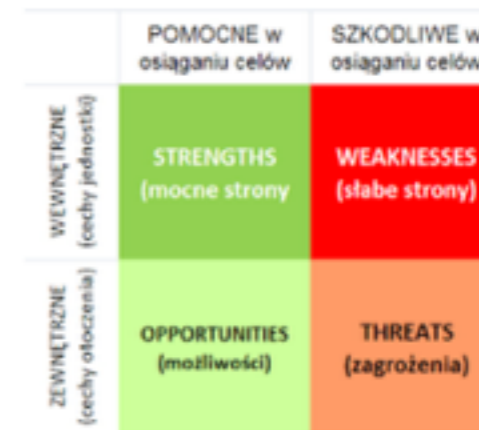 POMOCNE w
osiąganiu celów
SZKODLIWE w
osiąganiu celów
WEWNĘTRZNE
(cechy jednostki)
STRENGTHS
(mocne strony
WEAKNESSES
(słabe strony)
ZEWNĘTRZNE
(cechy otoczenia)
OPPORTUNITIES
(możliwości)
THREATS
(zagrożenia)